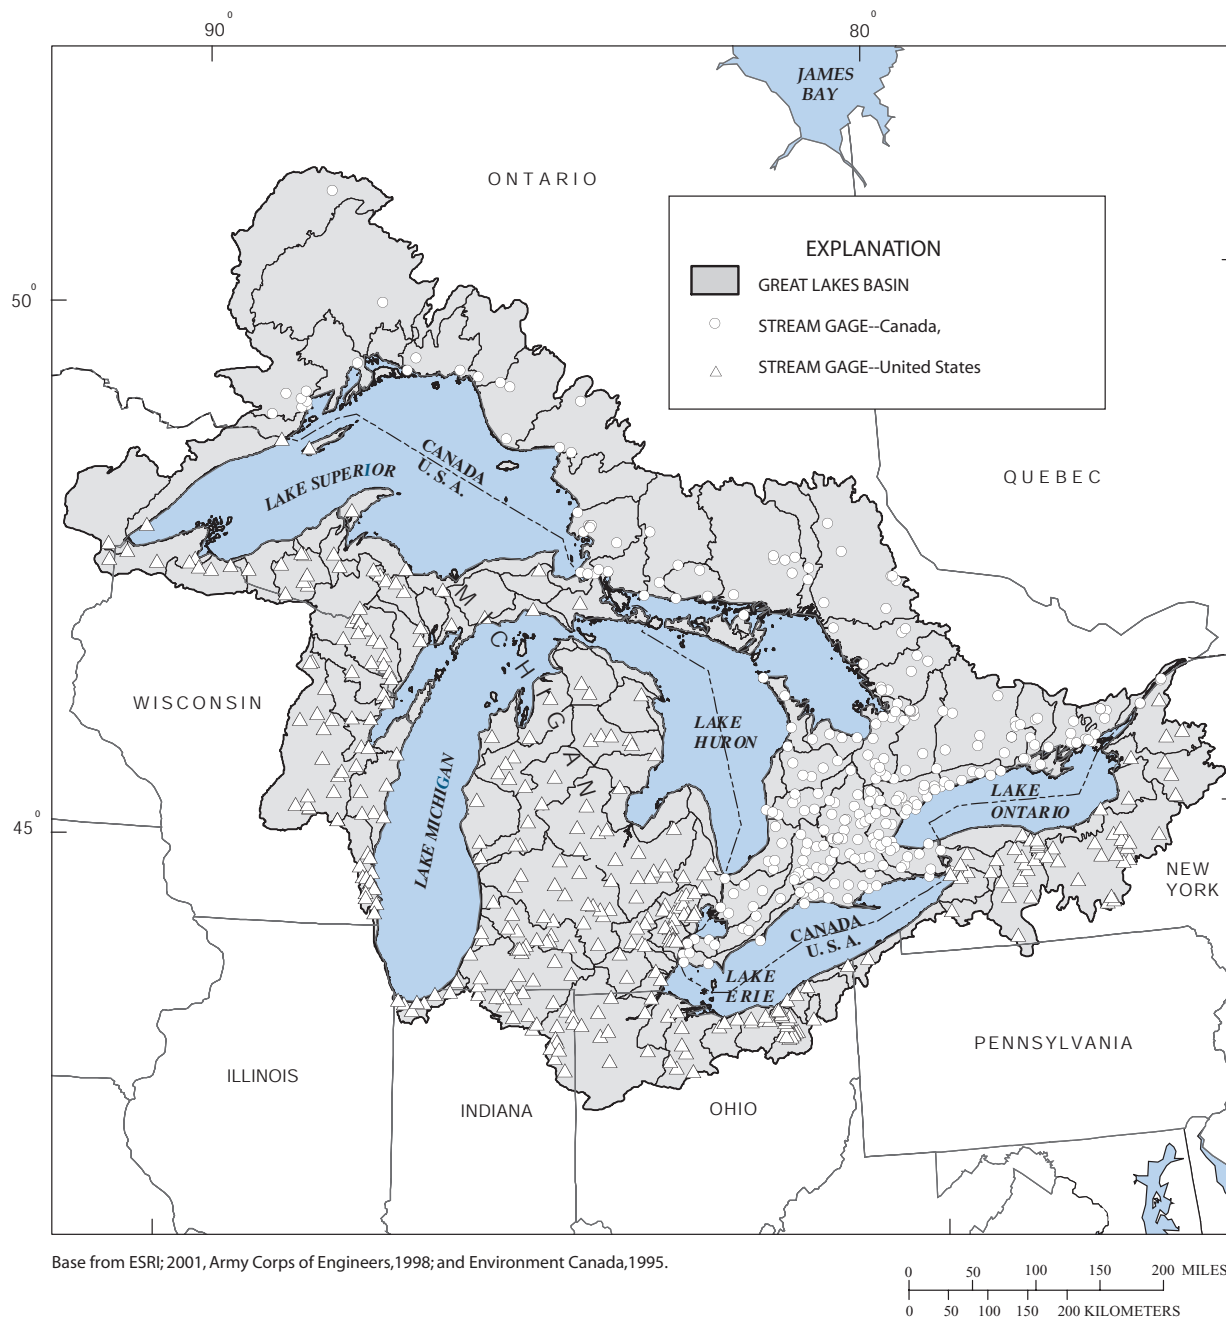 90°
80°
JAMES
BAY
ONTARIO
EXPLANATION
GREAT LAKES BASIN
STREAM GAGE--Canada,
STREAM GAGE--United States
50°
QUEBEC
CANADA
U. S. A.
LAKE SUPERIOR
MICHIGAN
WISCONSIN
LAKE
HURON
LAKE MICHIGAN
LAKE
ONTARIO
45°
NEW
YORK
CANADA
U. S. A.
LAKE
ERIE
PENNSYLVANIA
ILLINOIS
INDIANA
OHIO
Base from ESRI; 2001, Army Corps of Engineers,1998; and Environment Canada,1995.
0 50 100 150 200 MILES
0 50 100 150 200 KILOMETERS